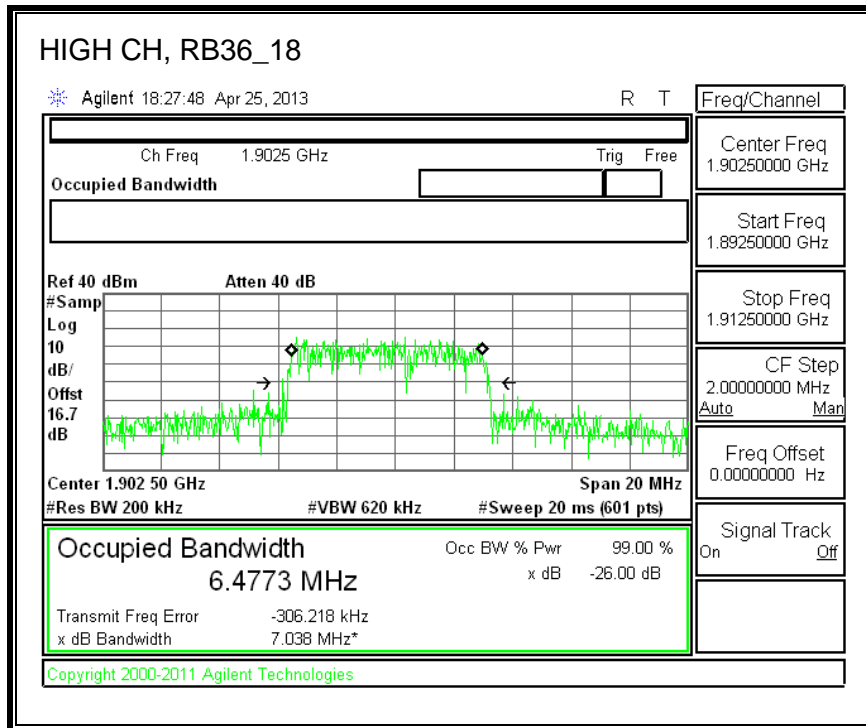 HIGH CH, RB36_18
Agilent 18:27:48 Apr 25, 2013 R T
Ch Freq 1.9025 GHz Trig Free
Occupied Bandwidth
Ref 40 dBm Atten 40 dB
#Samp
Log
10
dB/
Offst
16.7
dB
Center 1.902 50 GHz Span 20 MHz
#Res BW 200 kHz #VBW 620 kHz #Sweep 20 ms (601 pts)
Occupied Bandwidth Occ BW % Pwr 99.00 %
6.4773 MHz x dB -26.00 dB
Transmit Freq Error -306.218 kHz
x dB Bandwidth 7.038 MHz*
Copyright 2000-2011 Agilent Technologies
Freq/Channel
Center Freq
1.90250000 GHz
Start Freq
1.89250000 GHz
Stop Freq
1.91250000 GHz
CF Step
2.00000000 MHz
Auto Man
Freq Offset
0.00000000 Hz
Signal Track
On Off